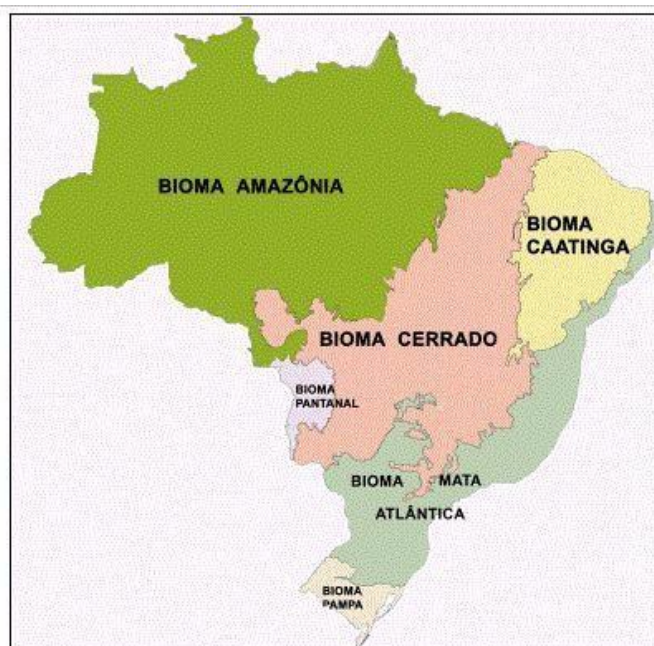 BIOMA AMAZÔNIA
BIOMA
CAATINGA
BIOMA CERRADO
BIOMA
PANTANAL
BIOMA MATA
ATLÂNTICA
BIOMA
PAMPA